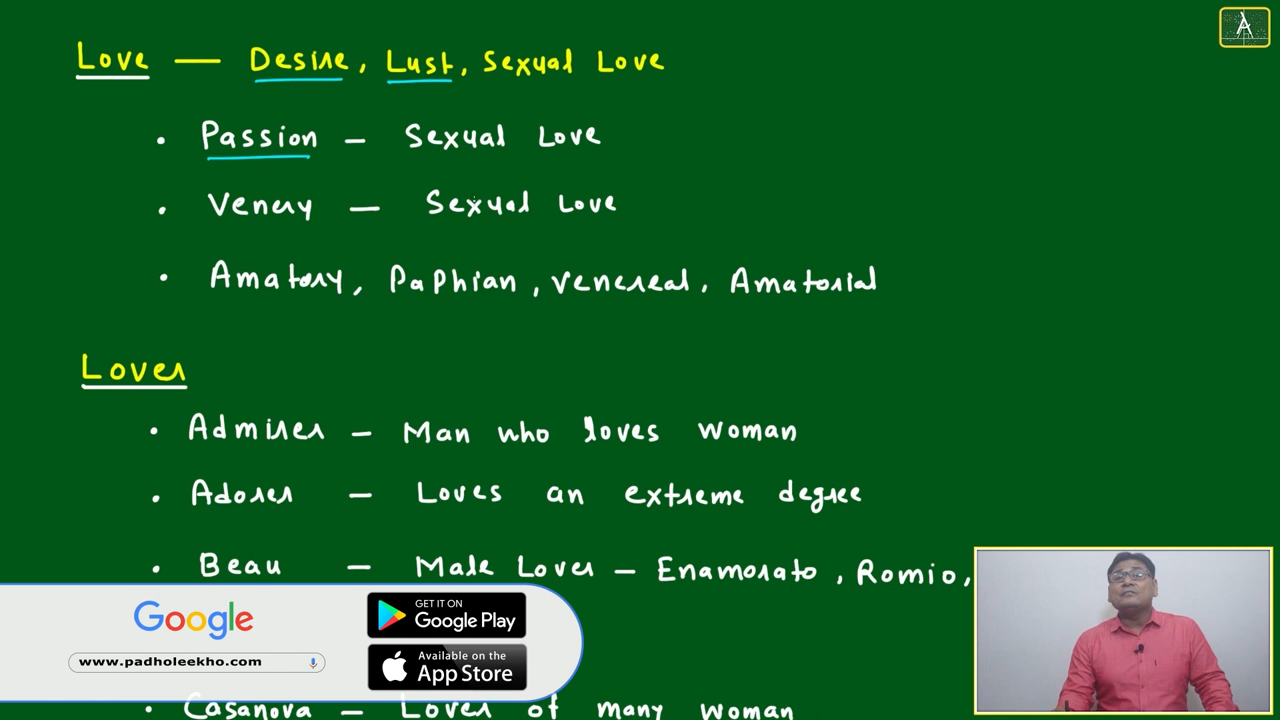 Love — Desire, Lust, Sexual Love
• Passion — Sexual Love
• Venery — Sexual Love
• Amatory, Paphian, venereal, Amatorial
Lover
• Admirer — Man who loves woman
• Adorer — Loves an extreme degree
• Beau — Male Lover — Enamorato, Romio,
Google
www.padholeekho.com
GET IT ON
Google Play
Available on the
App Store
• Casanova — Lover of many woman